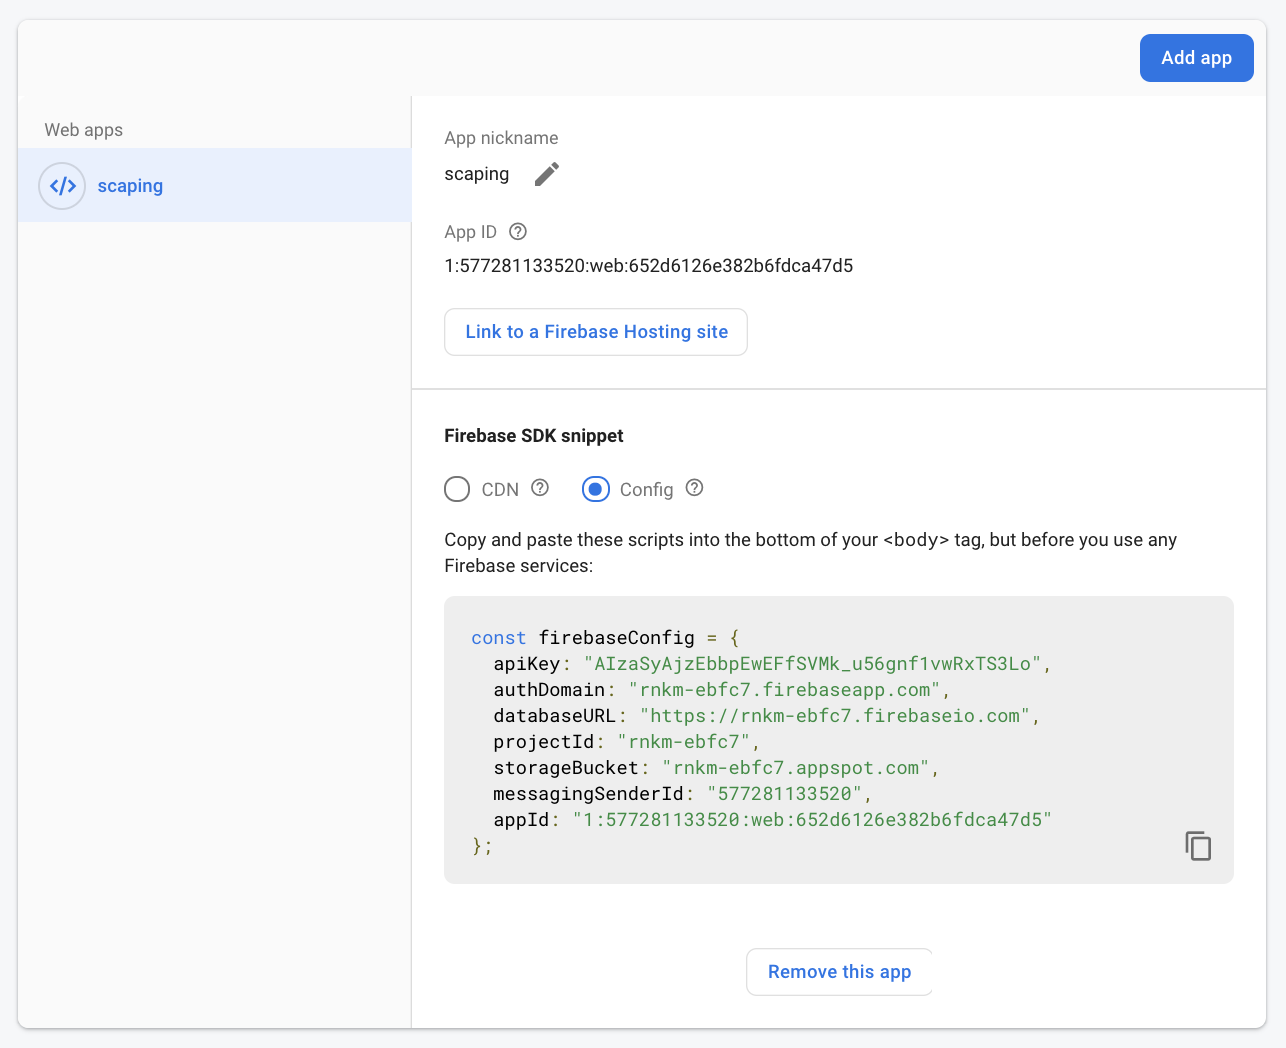 Add app
Web apps
</> scaping
App nickname
scaping
App ID
1:577281133520:web:652d6126e382b6fdca47d5
Link to a Firebase Hosting site
Firebase SDK snippet
CDN Config
Copy and paste these scripts into the bottom of your <body> tag, but before you use any
Firebase services:
const firebaseConfig = {
  apiKey: "AIzaSyAjzEbbpEwEFfSVMk_u56gnf1vwRxTS3Lo",
  authDomain: "rnkm-ebfc7.firebaseapp.com",
  databaseURL: "https://rnkm-ebfc7.firebaseio.com",
  projectId: "rnkm-ebfc7",
  storageBucket: "rnkm-ebfc7.appspot.com",
  messagingSenderId: "577281133520",
  appId: "1:577281133520:web:652d6126e382b6fdca47d5"
};
Remove this app